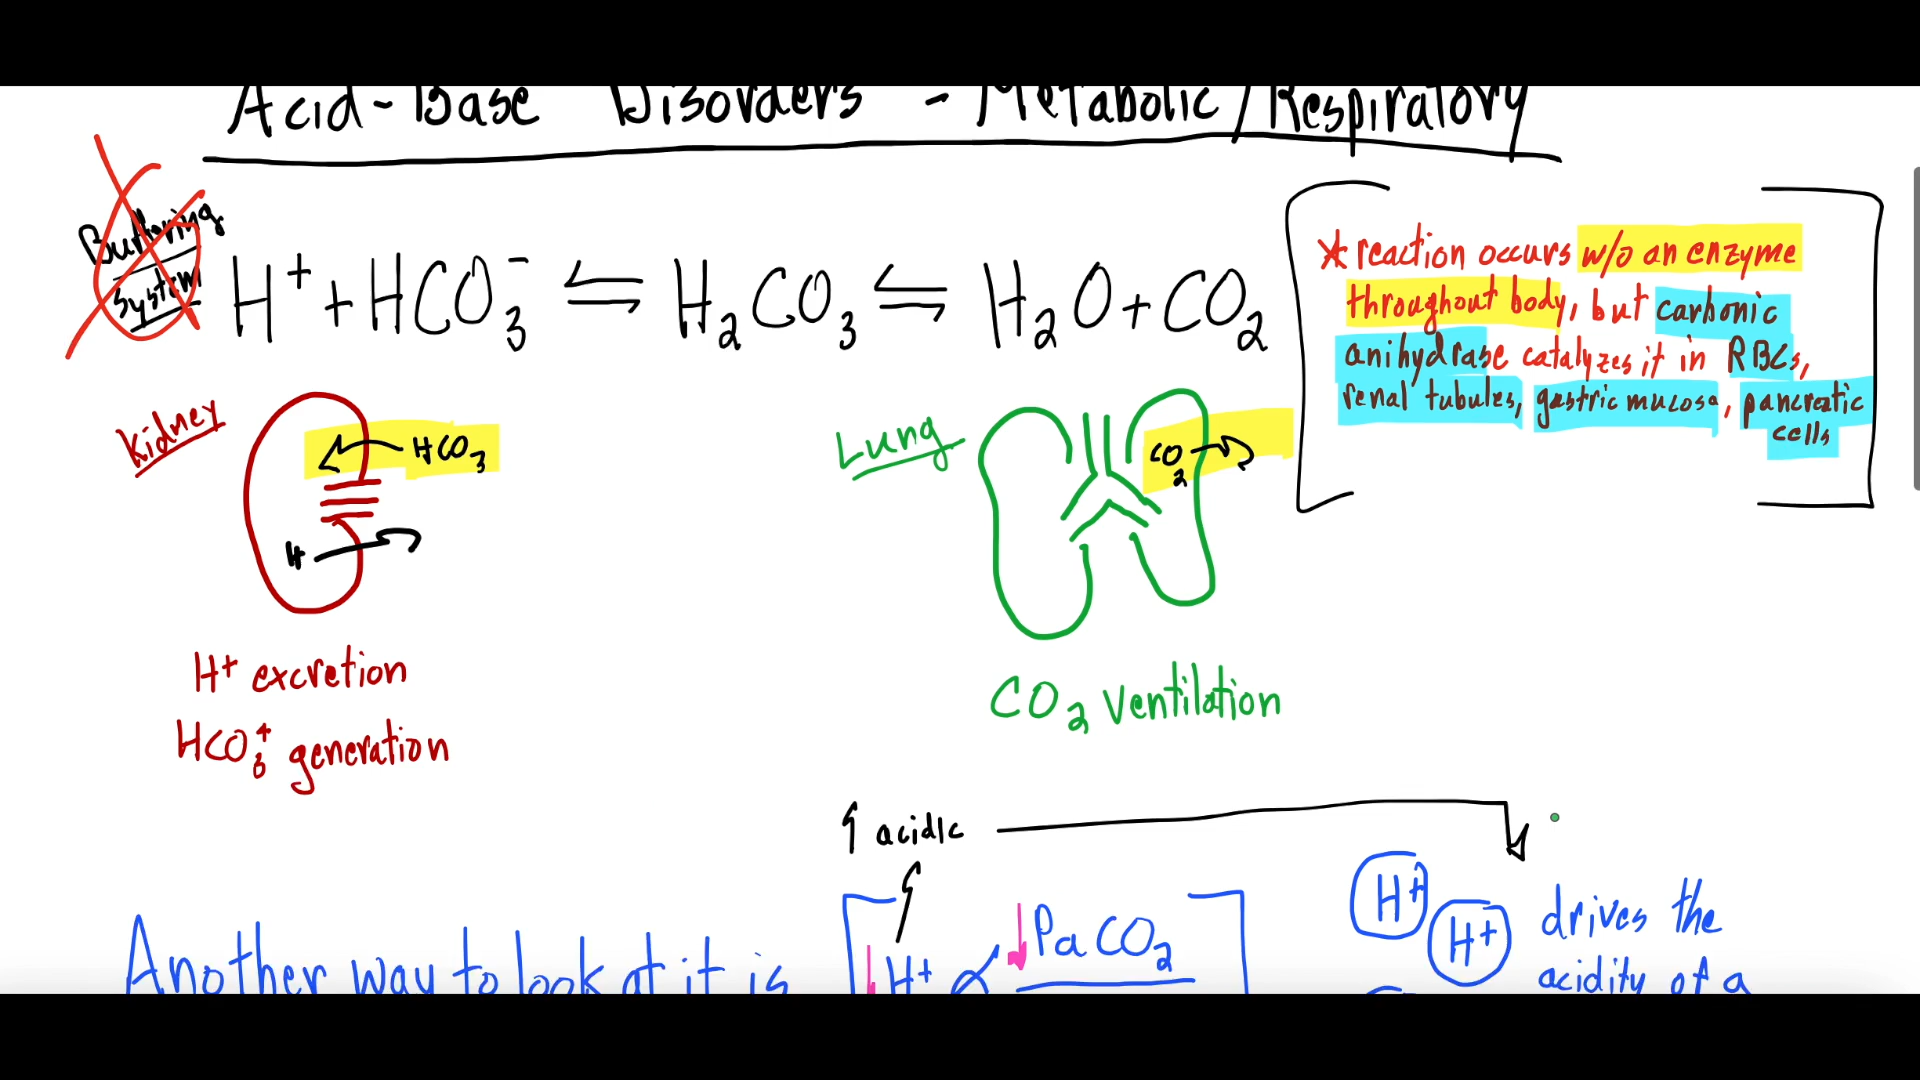 Acid-Base Disorders - Metabolic/Respiratory
Buffering
System
H⁺ + HCO₃⁻ ⇌ H₂CO₃ ⇌ H₂O + CO₂
* reaction occurs w/o an enzyme
throughout body, but carbonic
anihydrase catalyzes it in RBCs,
renal tubules, gastric mucosa, pancreatic
cells
Kidney
HCO₃
H
H⁺ excretion
HCO₃⁺ generation
Lung
CO₂
CO₂ ventilation
↑ acidic
Another way to look at it is
↓ H⁺ ∝ ↓ PaCO₂
H⁺
H⁺
drives the
acidity of a